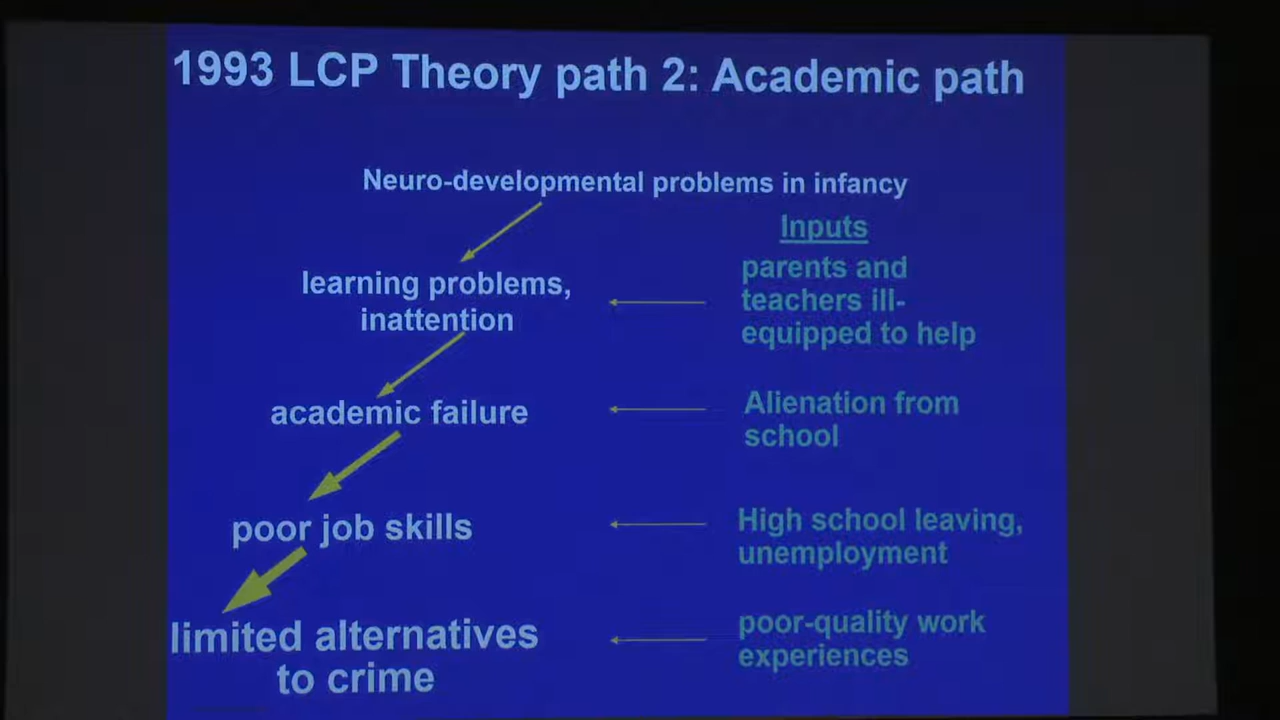 1993 LCP Theory path 2: Academic path
Neuro-developmental problems in infancy
Inputs
learning problems,
inattention
parents and
teachers ill-
equipped to help
academic failure
Alienation from
school
poor job skills
High school leaving,
unemployment
limited alternatives
to crime
poor-quality work
experiences